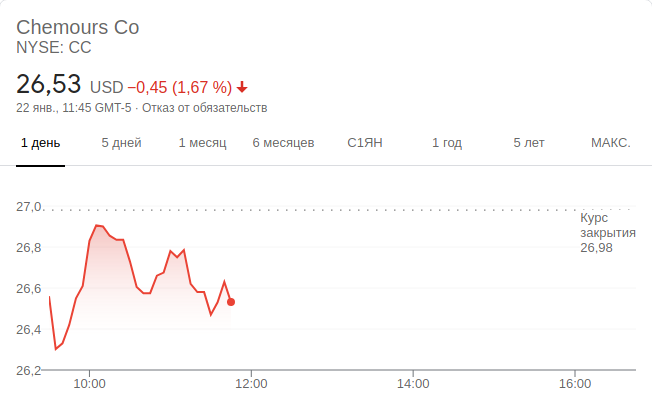 Chemours Co
NYSE: CC
26,53 USD −0,45 (1,67 %)
22 янв., 11:45 GMT-5 · Отказ от обязательств
1 день 5 дней 1 месяц 6 месяцев С1ЯН 1 год 5 лет МАКС.
27,0
Курс
закрытия
26,98
26,8
26,6
26,4
26,2
10:00 12:00 14:00 16:00